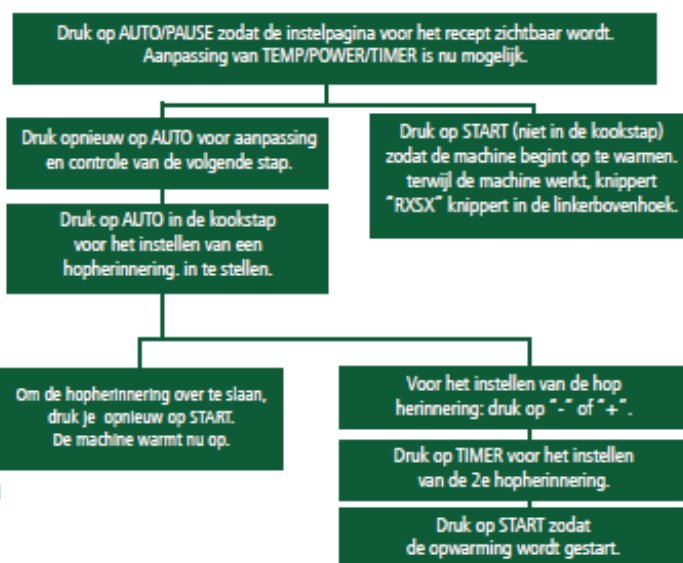 Druk op AUTO/PAUSE zodat de instelpagina voor het recept zichtbaar wordt.
Aanpassing van TEMP/POWER/TIMER is nu mogelijk.
Druk opnieuw op AUTO voor aanpassing
en controle van de volgende stap.
Druk op START (niet in de kookstap)
zodat de machine begint op te warmen.
terwijl de machine werkt, knippert
"RXSX" knippert in de linkerbovenhoek.
Druk op AUTO in de kookstap
voor het instellen van een
hopherinnering. in te stellen.
Om de hopherinnering over te slaan,
druk je opnieuw op START.
De machine warmt nu op.
Voor het instellen van de hop
herinnering: druk op "-" of "+".
Druk op TIMER voor het instellen
van de 2e hopherinnering.
Druk op START zodat
de opwarming wordt gestart.